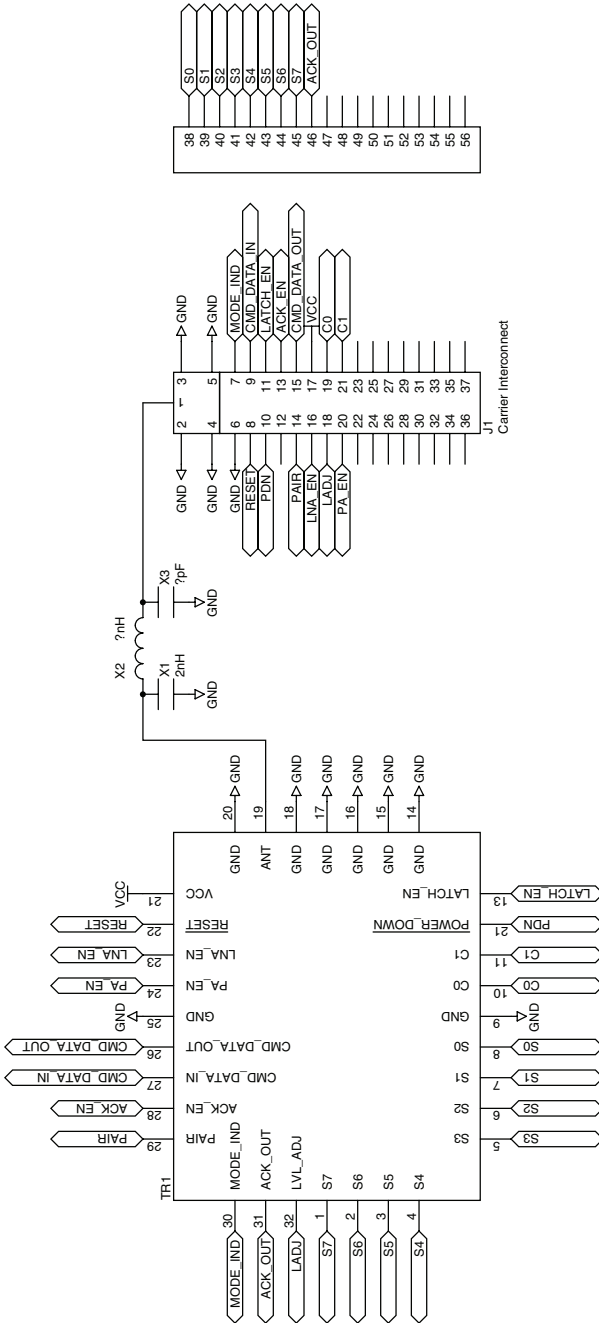 38 S0
39 S1
40 S2
41 S3
42 S4
43 S5
44 S6
45 S7
46 ACK_OUT
47
48
49
50
51
52
53
54
55
56
GND
GND
GND
GND
GND
1
2 3
4 5
6 7 MODE_IND
RESET 8 9 CMD_DATA_IN
PDN 10 11 LATCH_EN
12 13 ACK_EN
PAIR 14 15 CMD_DATA_OUT
LNA_EN 16 17 VCC
LADJ 18 19 C0
PA_EN 20 21 C1
22 23
24 25
26 27
28 29
30 31
32 33
34 35
36 37
J1
Carrier Interconnect
X2
?nH
X1
2nH
GND
X3
?pF
GND
TR1
MODE_IND 30 MODE_IND
ACK_OUT 31 ACK_OUT
LADJ 32 LVL_ADJ
S7 1 S7
S6 2 S6
S5 3 S5
S4 4 S4
PAIR 29 PAIR
ACK_EN 28 ACK_EN
CMD_DATA_IN 27 CMD_DATA_IN
CMD_DATA_OUT 26 CMD_DATA_OUT
GND 25 GND
PA_EN 24 PA_EN
LNA_EN 23 LNA_EN
RESET 22 RESET
VCC 21 VCC
S3 5 S3
S2 6 S2
S1 7 S1
S0 8 S0
GND 9 GND
C0 10 C0
C1 11 C1
POWER_DOWN 21 PDN
LATCH_EN 13 LATCH_EN
GND 20 GND
ANT 19
GND 18 GND
GND 17 GND
GND 16 GND
GND 15 GND
GND 14 GND